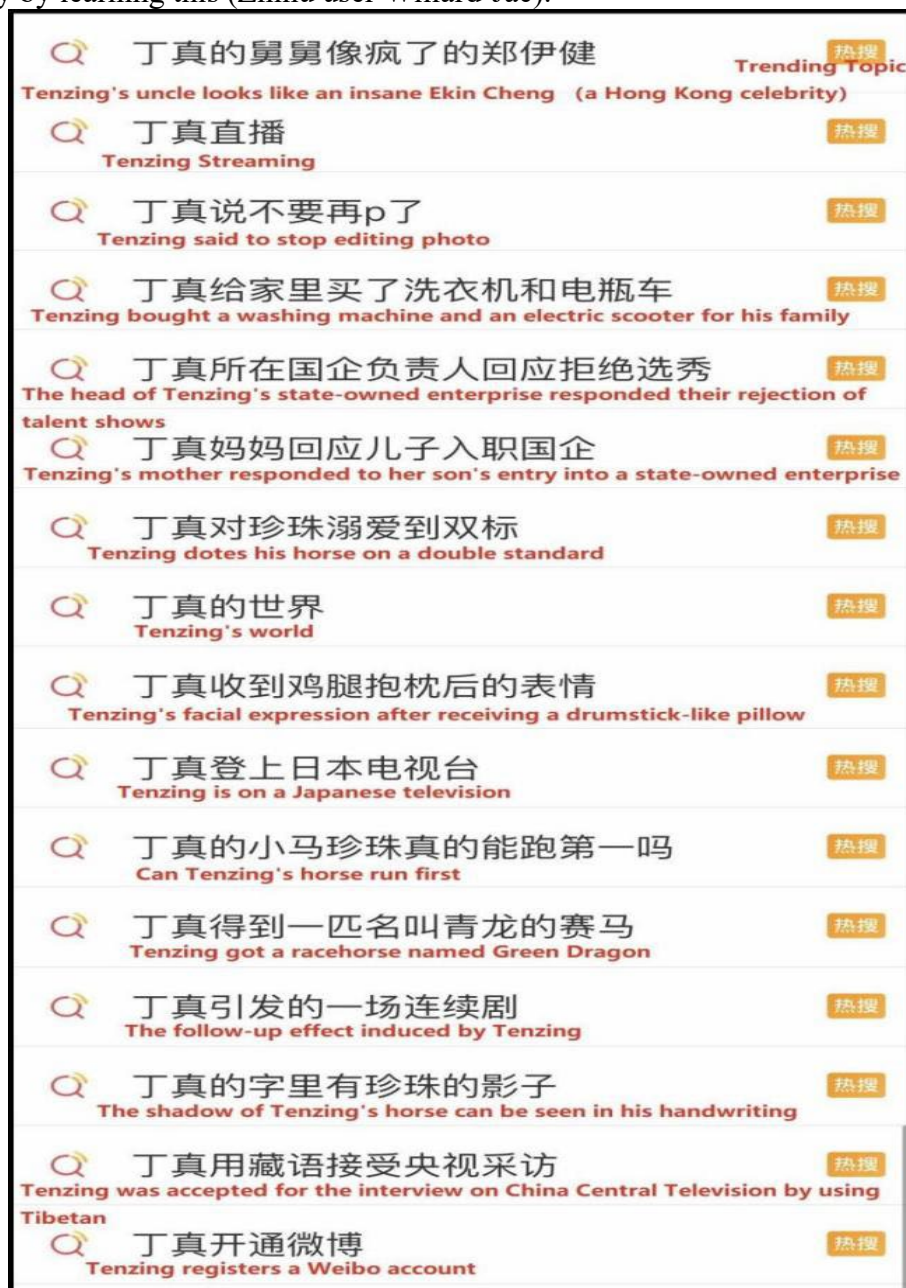 y by learning this (Zhihu user Willard Jae).
丁真的舅舅像疯了的郑伊健 热搜
Trending Topic
Tenzing's uncle looks like an insane Ekin Cheng (a Hong Kong celebrity)
丁真直播 热搜
Tenzing Streaming
丁真说不要再p了 热搜
Tenzing said to stop editing photo
丁真给家里买了洗衣机和电瓶车 热搜
Tenzing bought a washing machine and an electric scooter for his family
丁真所在国企负责人回应拒绝选秀 热搜
The head of Tenzing's state-owned enterprise responded their rejection of
talent shows
丁真妈妈回应儿子入职国企 热搜
Tenzing's mother responded to her son's entry into a state-owned enterprise
丁真对珍珠溺爱到双标 热搜
Tenzing dotes his horse on a double standard
丁真的世界 热搜
Tenzing's world
丁真收到鸡腿抱枕后的表情 热搜
Tenzing's facial expression after receiving a drumstick-like pillow
丁真登上日本电视台 热搜
Tenzing is on a Japanese television
丁真的小马珍珠真的能跑第一吗 热搜
Can Tenzing's horse run first
丁真得到一匹名叫青龙的赛马 热搜
Tenzing got a racehorse named Green Dragon
丁真引发的一场连续剧 热搜
The follow-up effect induced by Tenzing
丁真的字里有珍珠的影子 热搜
The shadow of Tenzing's horse can be seen in his handwriting
丁真用藏语接受央视采访 热搜
Tenzing was accepted for the interview on China Central Television by using
Tibetan
丁真开通微博 热搜
Tenzing registers a Weibo account